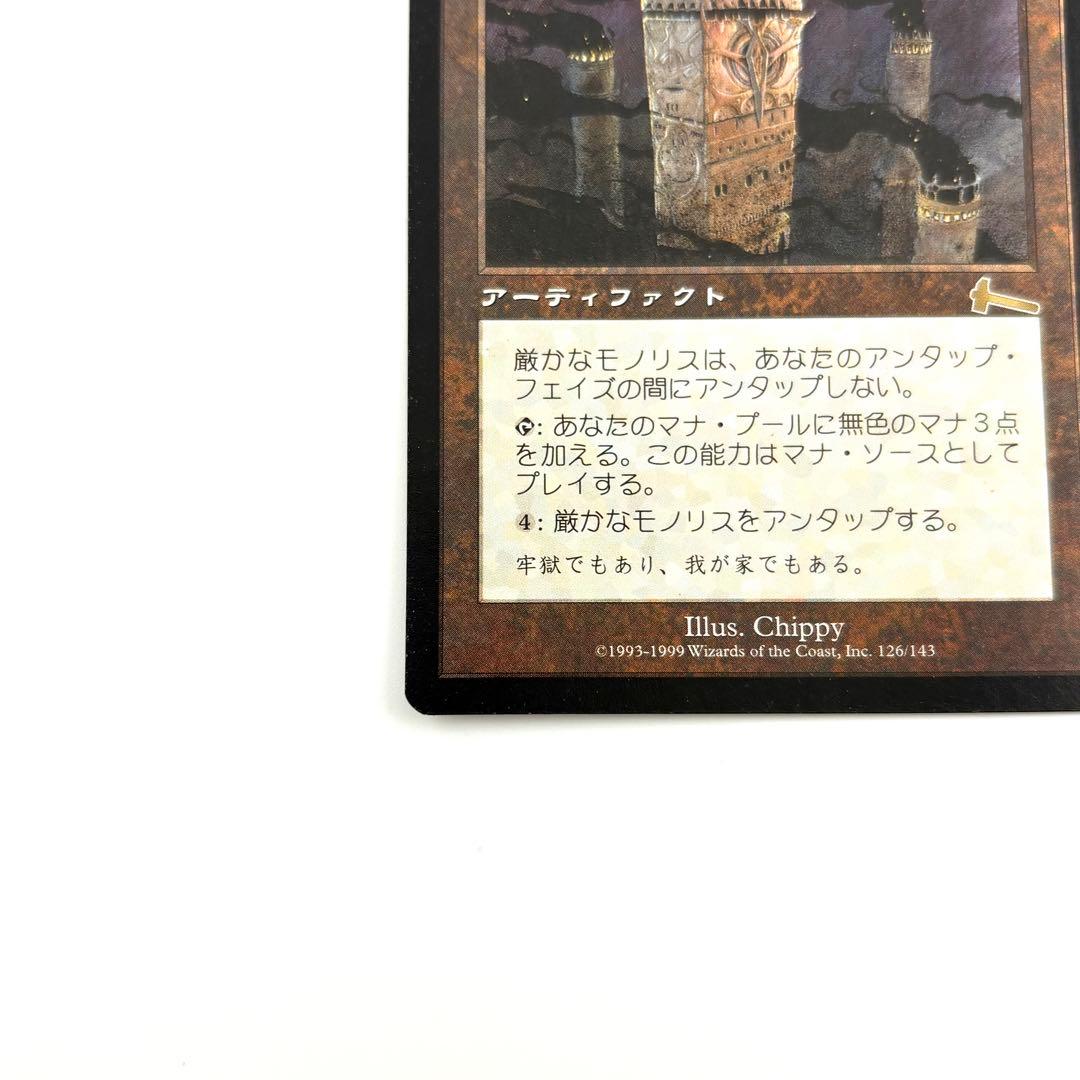 アーティファクト
厳かなモノリスは、あなたのアンタップ・
フェイズの間にアンタップしない。
: あなたのマナ・プールに無色のマナ３点
を加える。この能力はマナ・ソースとして
プレイする。
4: 厳かなモノリスをアンタップする。
牢獄でもあり、我が家でもある。
Illus. Chippy
©1993-1999 Wizards of the Coast, Inc. 126/143